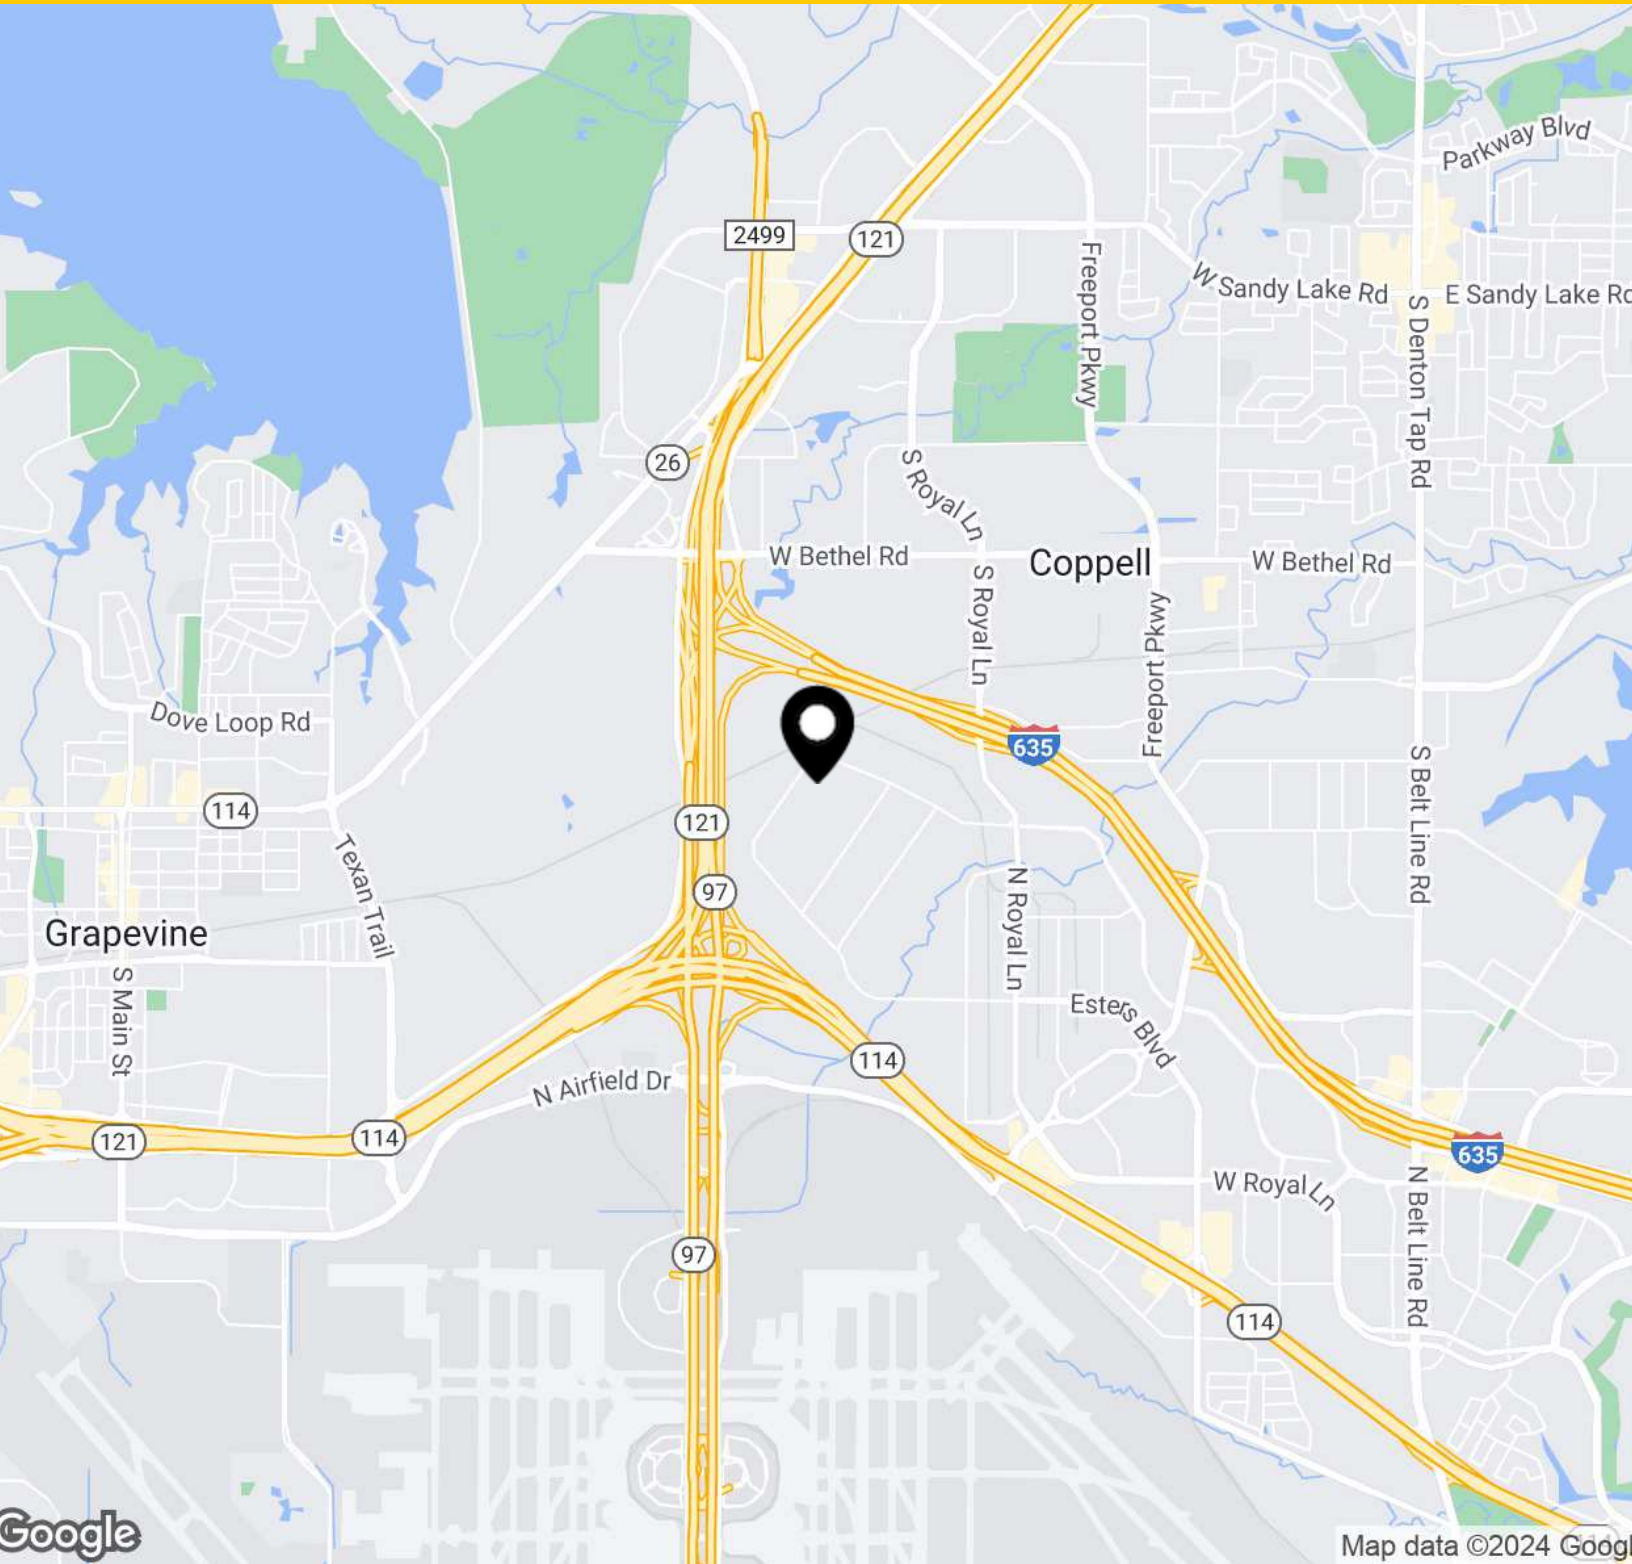 Parkway Blvd
2499
121
Freeport Pkwy
W Sandy Lake Rd
E Sandy Lake Rd
S Denton Tap Rd
26
S Royal Ln
W Bethel Rd
Coppell
W Bethel Rd
S Royal Ln
Freeport Pkwy
Dove Loop Rd
635
114
121
S Belt Line Rd
Texan Trail
97
N Royal Ln
Grapevine
S Main St
Esters Blvd
114
N Airfield Dr
121
114
635
W Royal Ln
N Belt Line Rd
97
114
Google
Map data ©2024 Googl